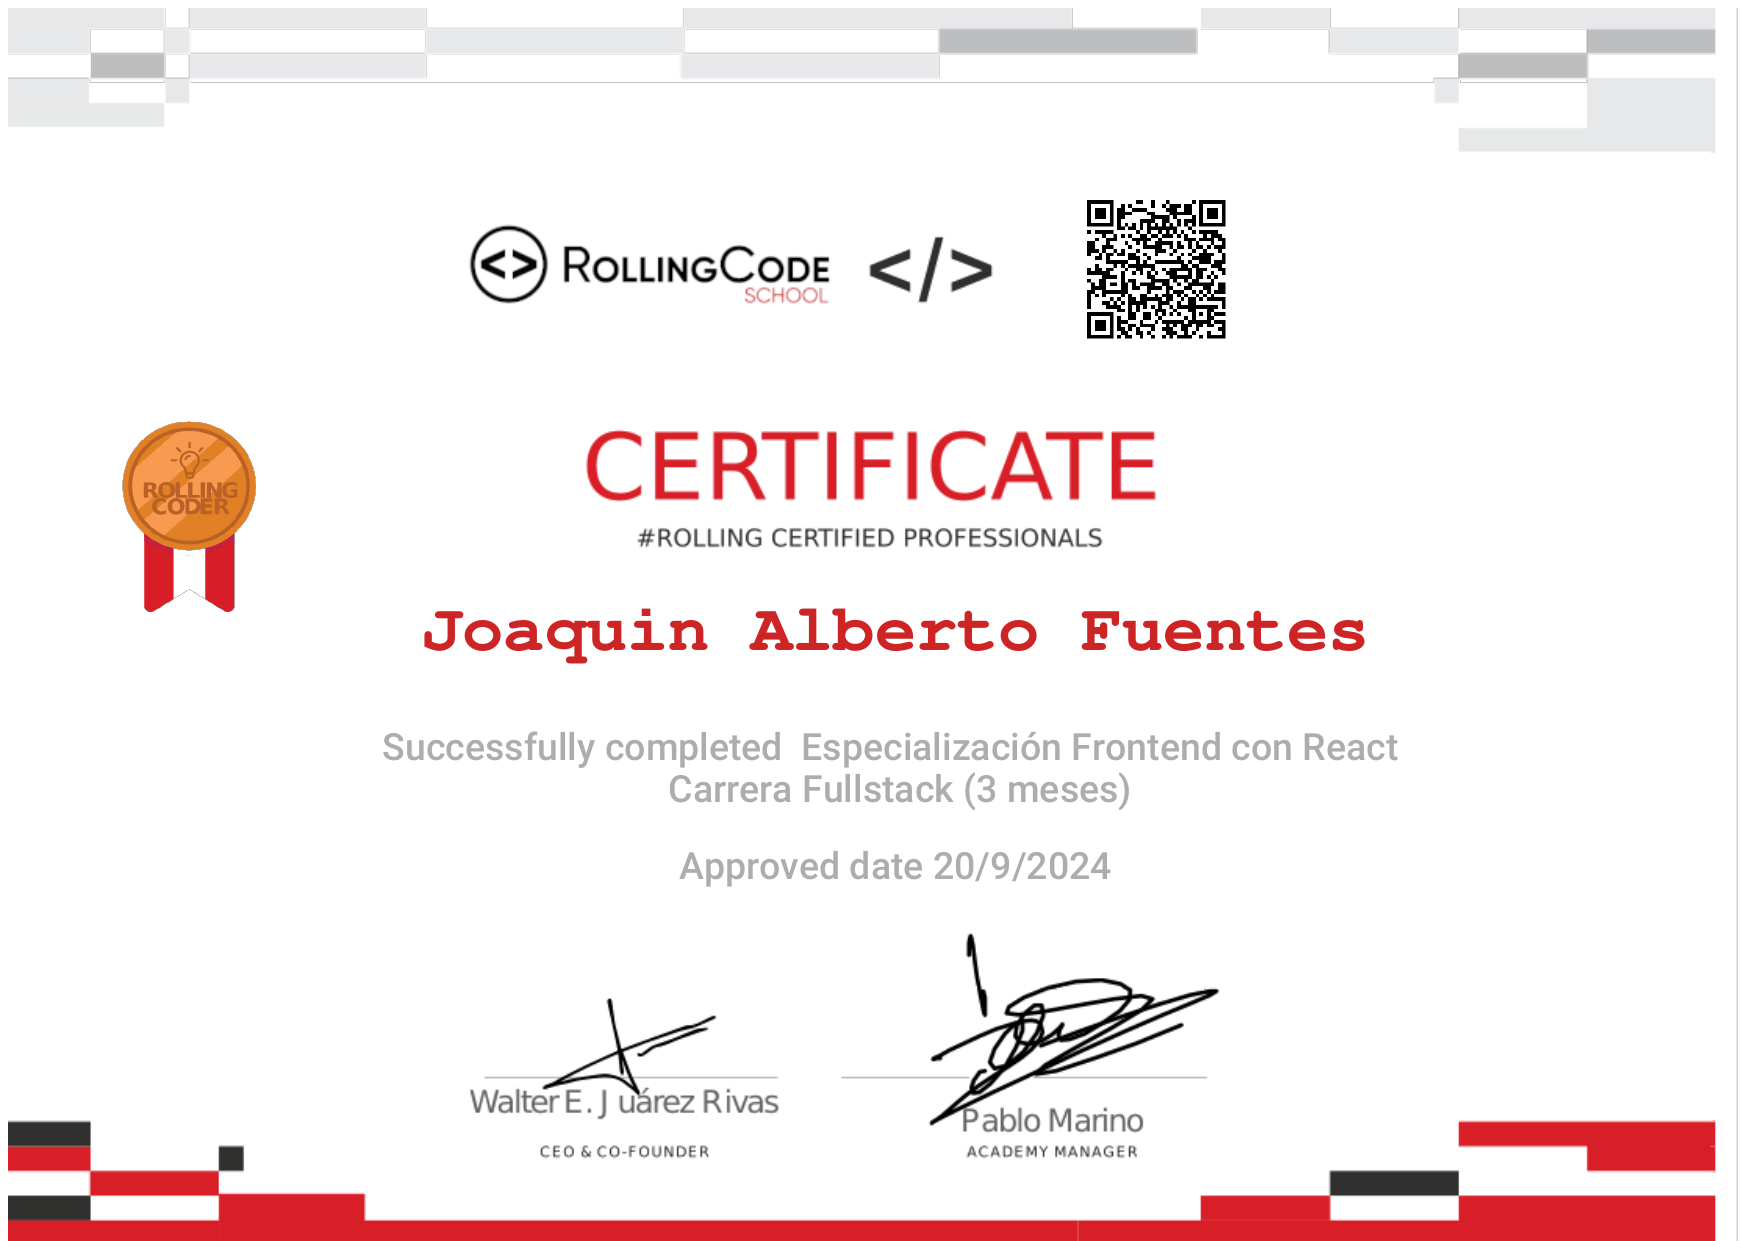 <> ROLLINGCODE </>
SCHOOL
ROLLING
CODER
CERTIFICATE
#ROLLING CERTIFIED PROFESSIONALS
Joaquin Alberto Fuentes
Successfully completed Especialización Frontend con React
Carrera Fullstack (3 meses)
Approved date 20/9/2024
Walter E. Juárez Rivas
CEO & CO-FOUNDER
Pablo Marino
ACADEMY MANAGER